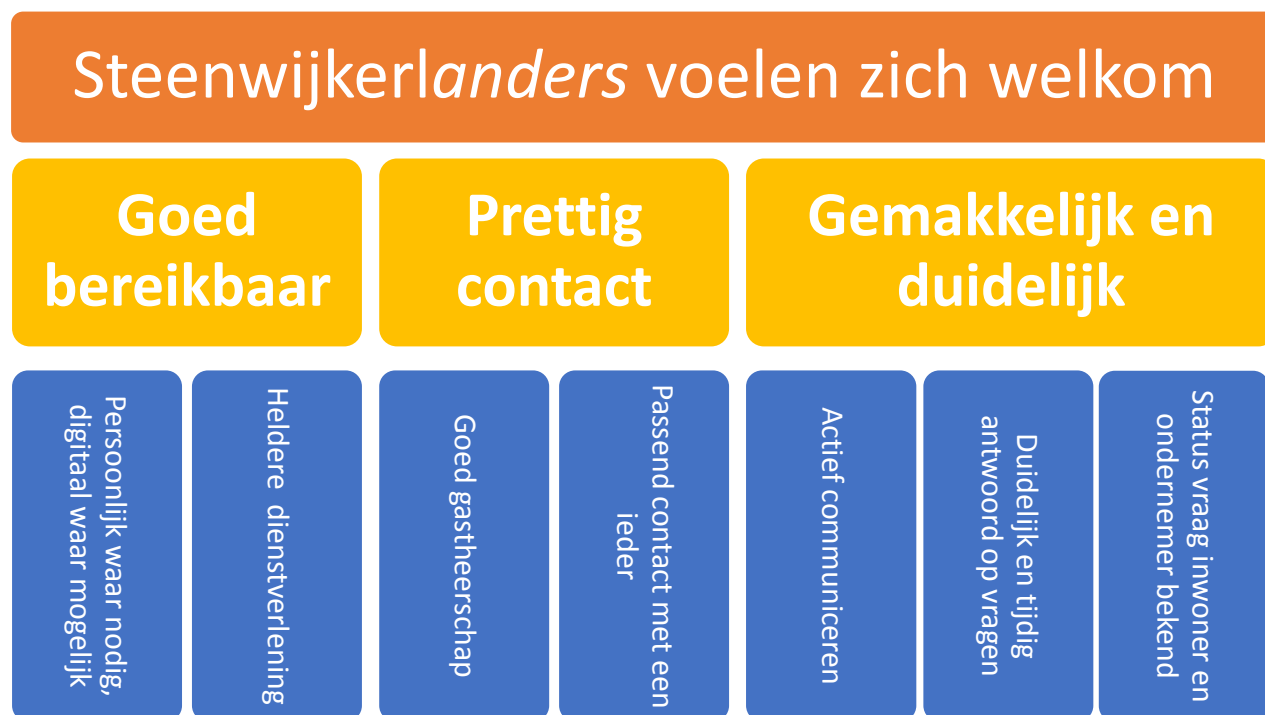 Steenwijkerlanders voelen zich welkom
Goed
bereikbaar
Prettig
contact
Gemakkelijk en
duidelijk
Persoonlijk waar nodig,
digitaal waar mogelijk
Heldere dienstverlening
Goed gastheerschap
Passend contact met een
ieder
Actief communiceren
Duidelijk en tijdig
antwoord op vragen
Status vraag inwoner en
ondernemer bekend